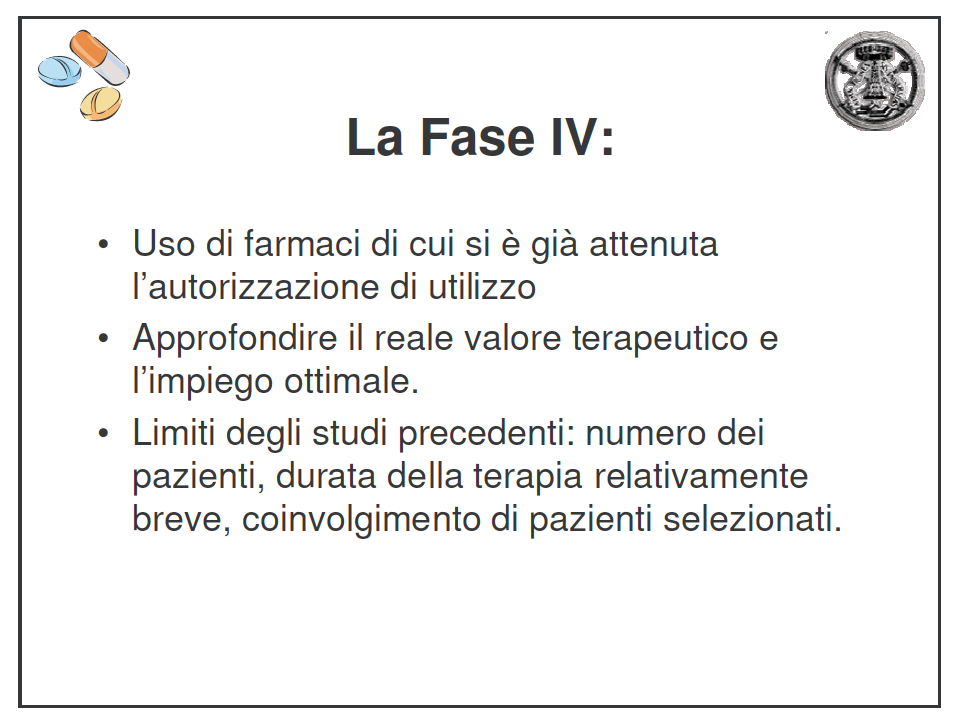 La Fase IV:
• Uso di farmaci di cui si è già attenuta
l’autorizzazione di utilizzo
• Approfondire il reale valore terapeutico e
l’impiego ottimale.
• Limiti degli studi precedenti: numero dei
pazienti, durata della terapia relativamente
breve, coinvolgimento di pazienti selezionati.